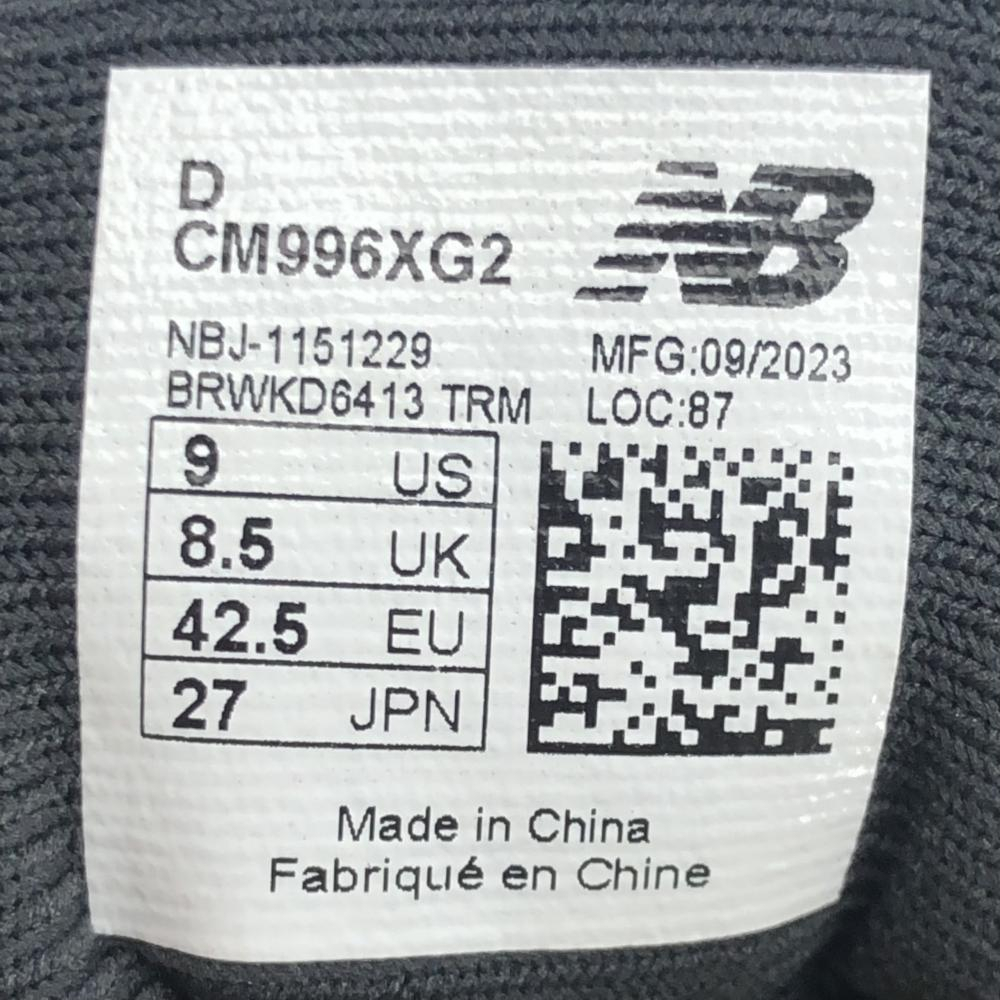 D
CM996XG2
NB
NBJ-1151229
BRWKD6413 TRM
MFG:09/2023
LOC:87
9 US
8.5 UK
42.5 EU
27 JPN
Made in China
Fabriqué en Chine